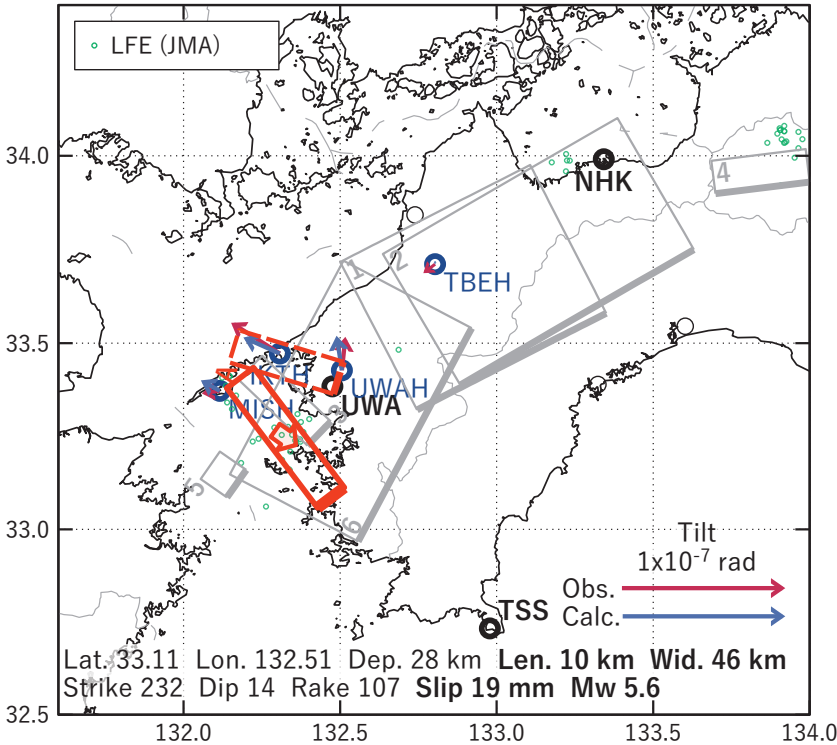 LFE (JMA)
34.0
33.5
33.0
32.5
132.0
132.5
133.0
133.5
134.0
NHK
4
1
2
TBEH
UWAH
UWA
MISH
3
5
6
Tilt
1x10⁻⁷ rad
Obs.
Calc.
TSS
Lat. 33.11 Lon. 132.51 Dep. 28 km Len. 10 km Wid. 46 km
Strike 232 Dip 14 Rake 107 Slip 19 mm Mw 5.6